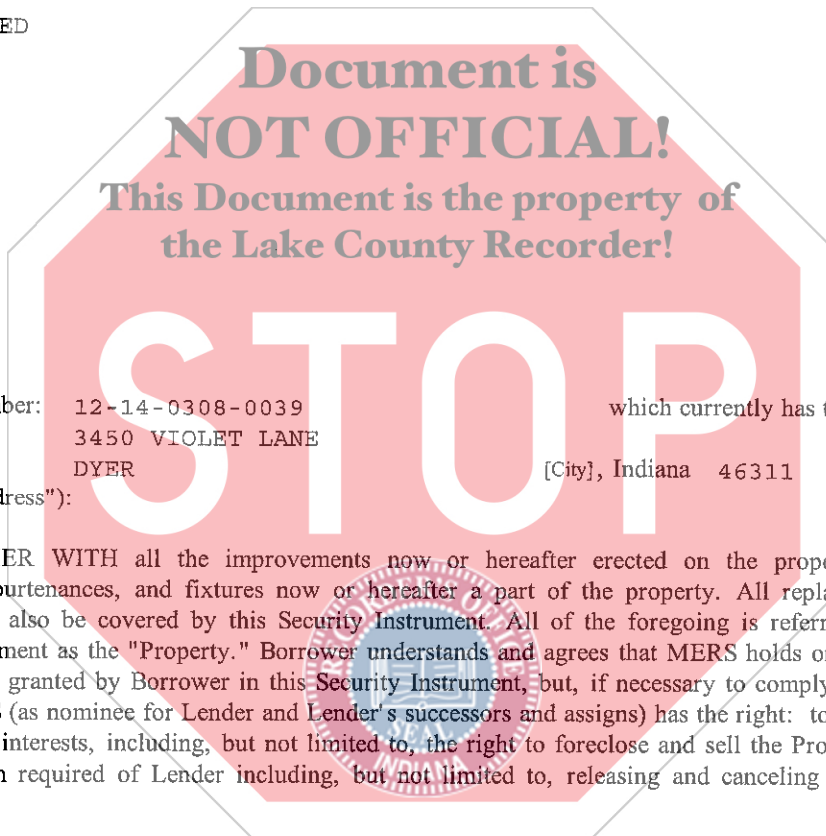 ED
Document is
NOT OFFICIAL!
This Document is the property of
the Lake County Recorder!
STOP
ber: 12-14-0308-0039 which currently has t
3450 VIOLET LANE
DYER [City], Indiana 46311
dress"):
ER WITH all the improvements now or hereafter erected on the prope
urtenances, and fixtures now or hereafter a part of the property. All repla
also be covered by this Security Instrument. All of the foregoing is referr
ment as the "Property." Borrower understands and agrees that MERS holds o
granted by Borrower in this Security Instrument, but, if necessary to comply
(as nominee for Lender and Lender's successors and assigns) has the right: to
interests, including, but not limited to, the right to foreclose and sell the Pro
n required of Lender including, but not limited to, releasing and canceling
RECORDER'S OFFICE
SEAL
INDIANA